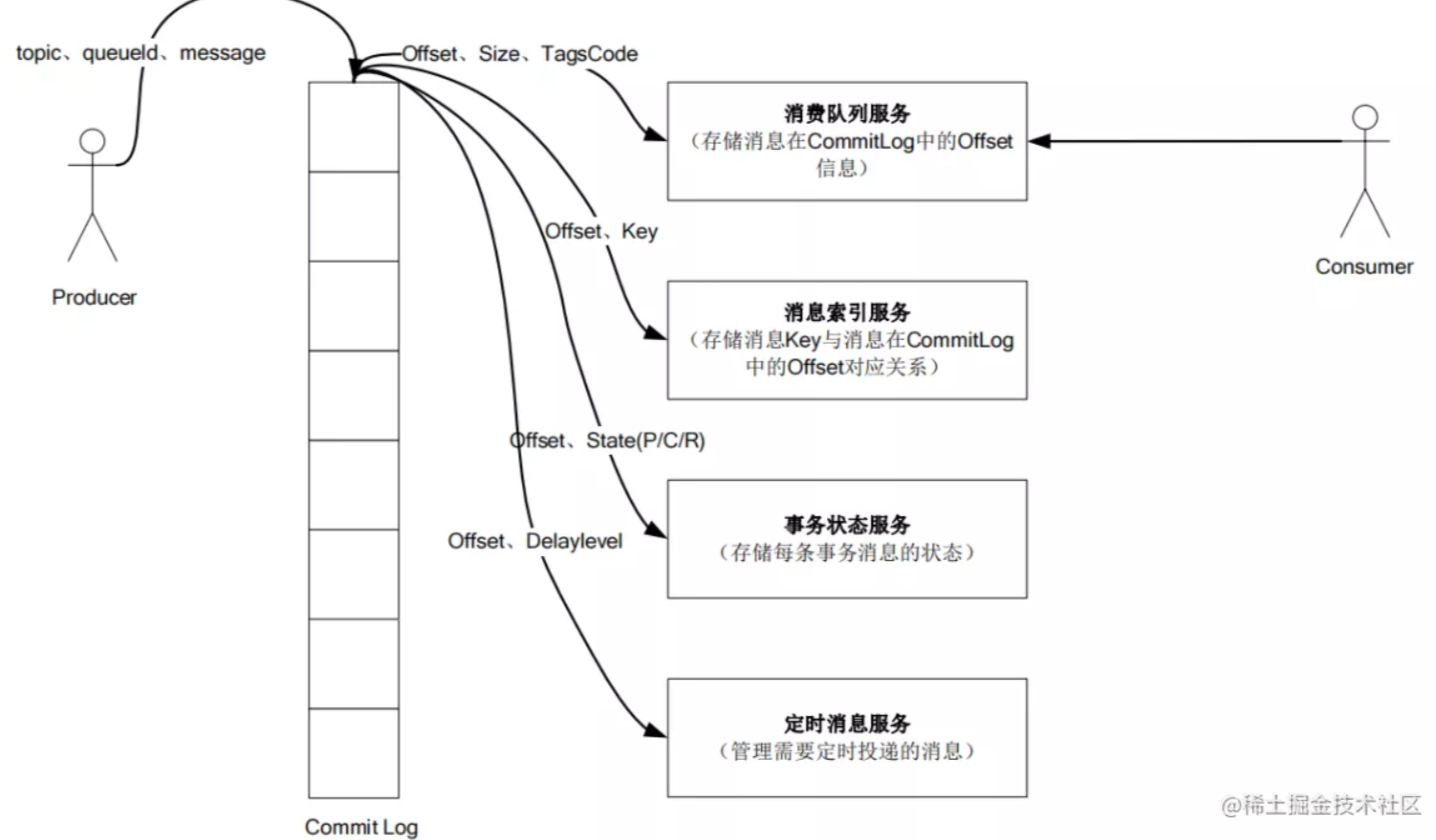 topic、queueId、message
Offset、Size、TagsCode
消费队列服务
（存储消息在CommitLog中的Offset
信息）
Offset、Key
Producer
Consumer
消息索引服务
（存储消息Key与消息在CommitLog
中的Offset对应关系）
Offset、State(P/C/R)
事务状态服务
（存储每条事务消息的状态）
Offset、Delaylevel
定时消息服务
（管理需要定时投递的消息）
Commit Log
@稀土掘金技术社区